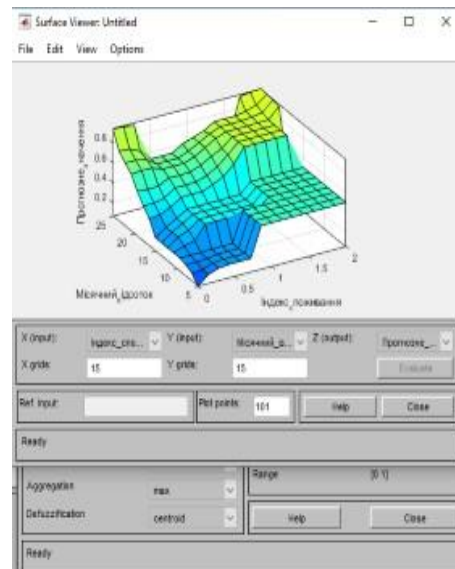 Surface Viewer: Untitled
File Edit View Options
0.8
0.6
0.4
0.2
25
20
15
10
5
0
0.5
1
1.5
2
X (input):
Y (input):
Z (output):
X grids: 15
Y grids: 15
Evaluate
Ref. Input:
Plot points: 101
Help
Close
Ready
Aggregation max
Range [0 1]
Defuzzification centroid
Help
Close
Ready